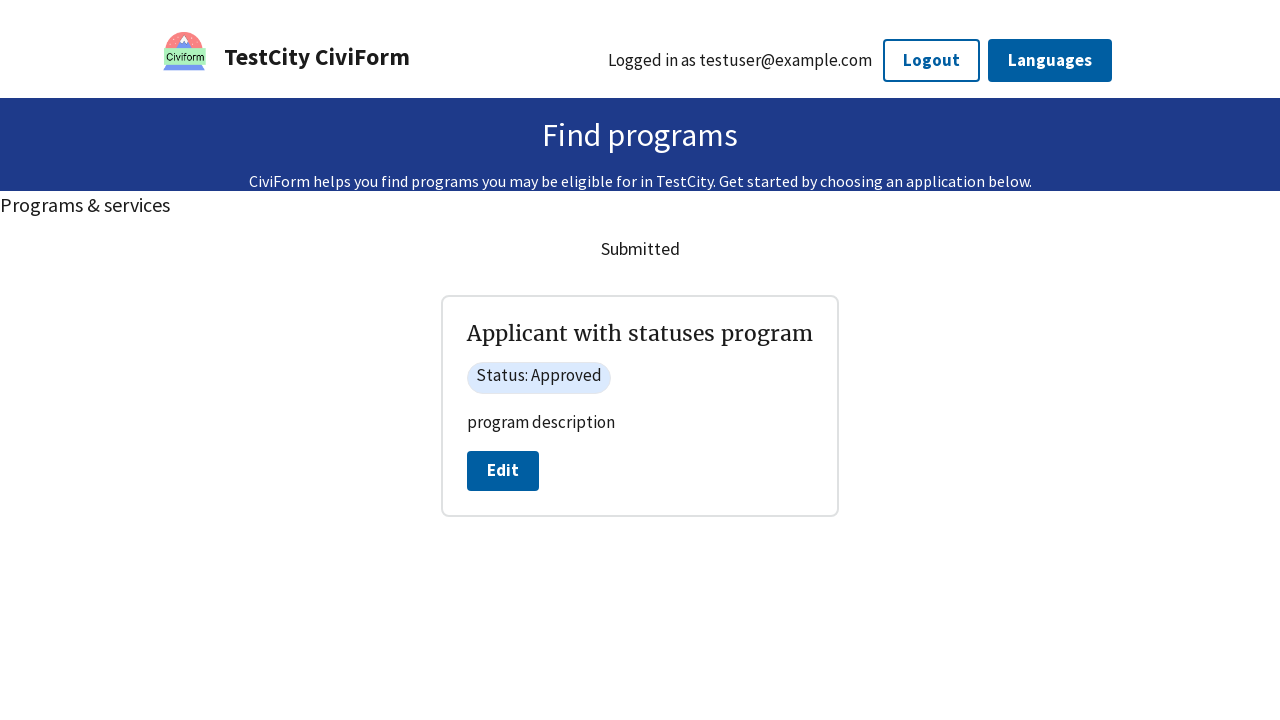 Civiform
TestCity CiviForm
Logged in as testuser@example.com
Logout
Languages
Find programs
CiviForm helps you find programs you may be eligible for in TestCity. Get started by choosing an application below.
Programs & services
Submitted
Applicant with statuses program
Status: Approved
program description
Edit